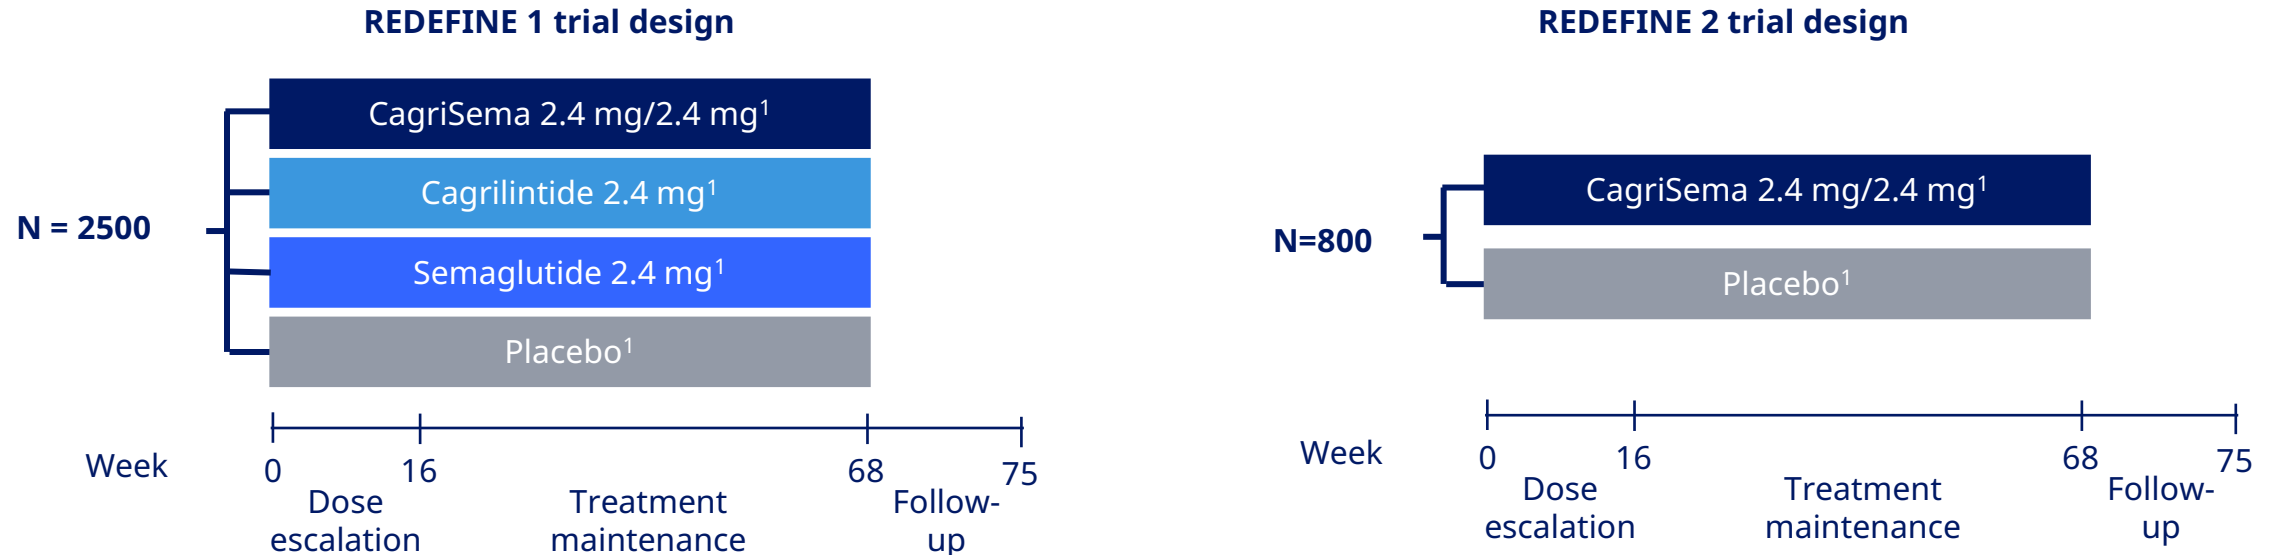 REDEFINE 1 trial design
CagriSema 2.4 mg/2.4 mg¹
Cagrilintide 2.4 mg¹
N = 2500
Semaglutide 2.4 mg¹
Placebo¹
Week
0 16 68 75
Dose escalation
Treatment maintenance
Follow-up
REDEFINE 2 trial design
CagriSema 2.4 mg/2.4 mg¹
N=800
Placebo¹
Week
0 16 68 75
Dose escalation
Treatment maintenance
Follow-up